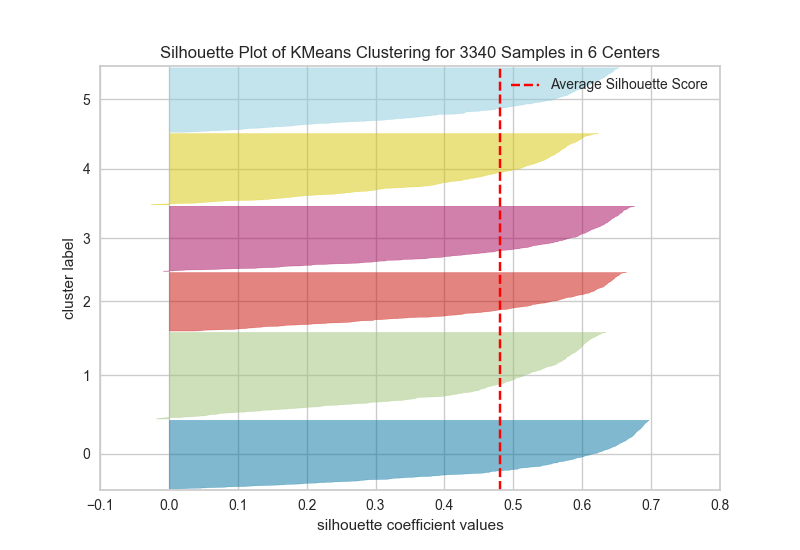 Silhouette Plot of KMeans Clustering for 3340 Samples in 6 Centers
Average Silhouette Score
cluster label
5
4
3
2
1
0
−0.1 0.0 0.1 0.2 0.3 0.4 0.5 0.6 0.7 0.8
silhouette coefficient values